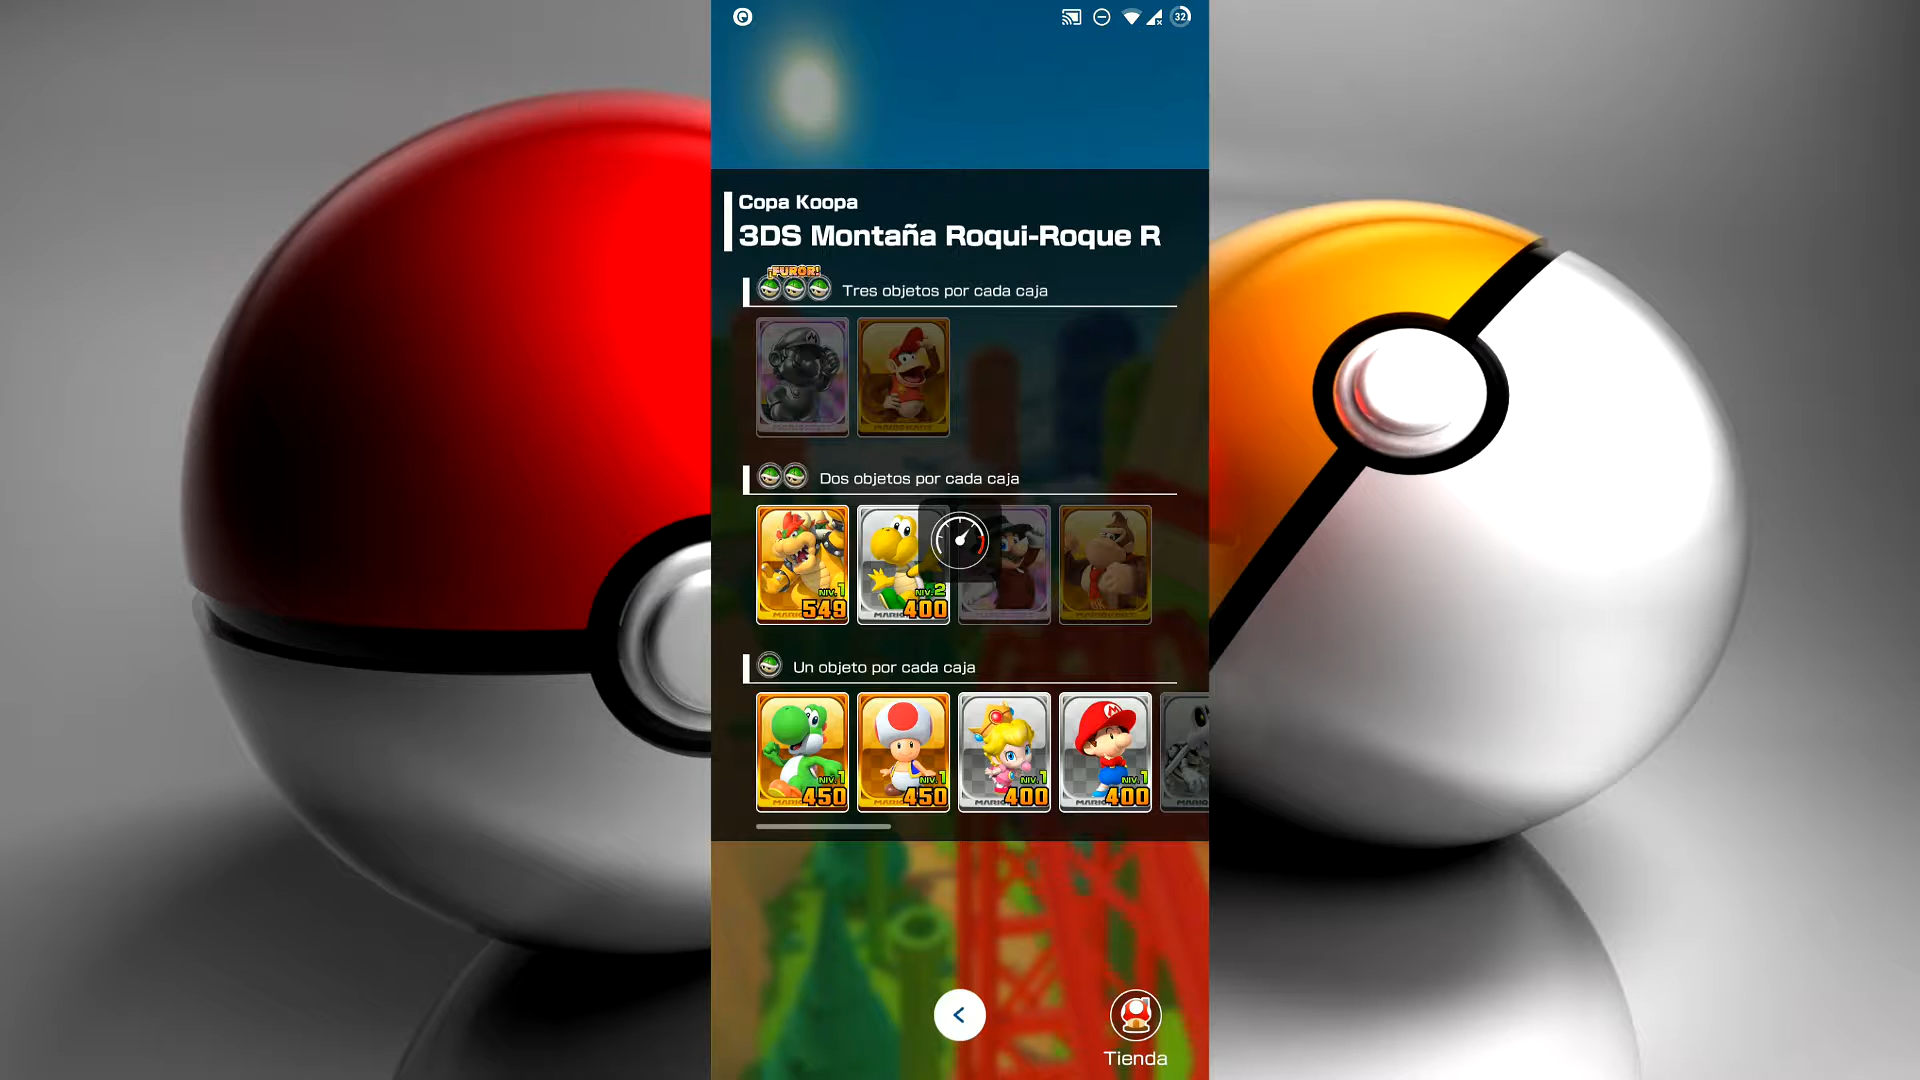 32
Copa Koopa
3DS Montaña Roqui-Roque R
¡FUROR!
Tres objetos por cada caja
Dos objetos por cada caja
NIV.1 NIV.2
549 400
Un objeto por cada caja
NIV.1 NIV.1 NIV.1 NIV.1
450 450 400 400
Tienda